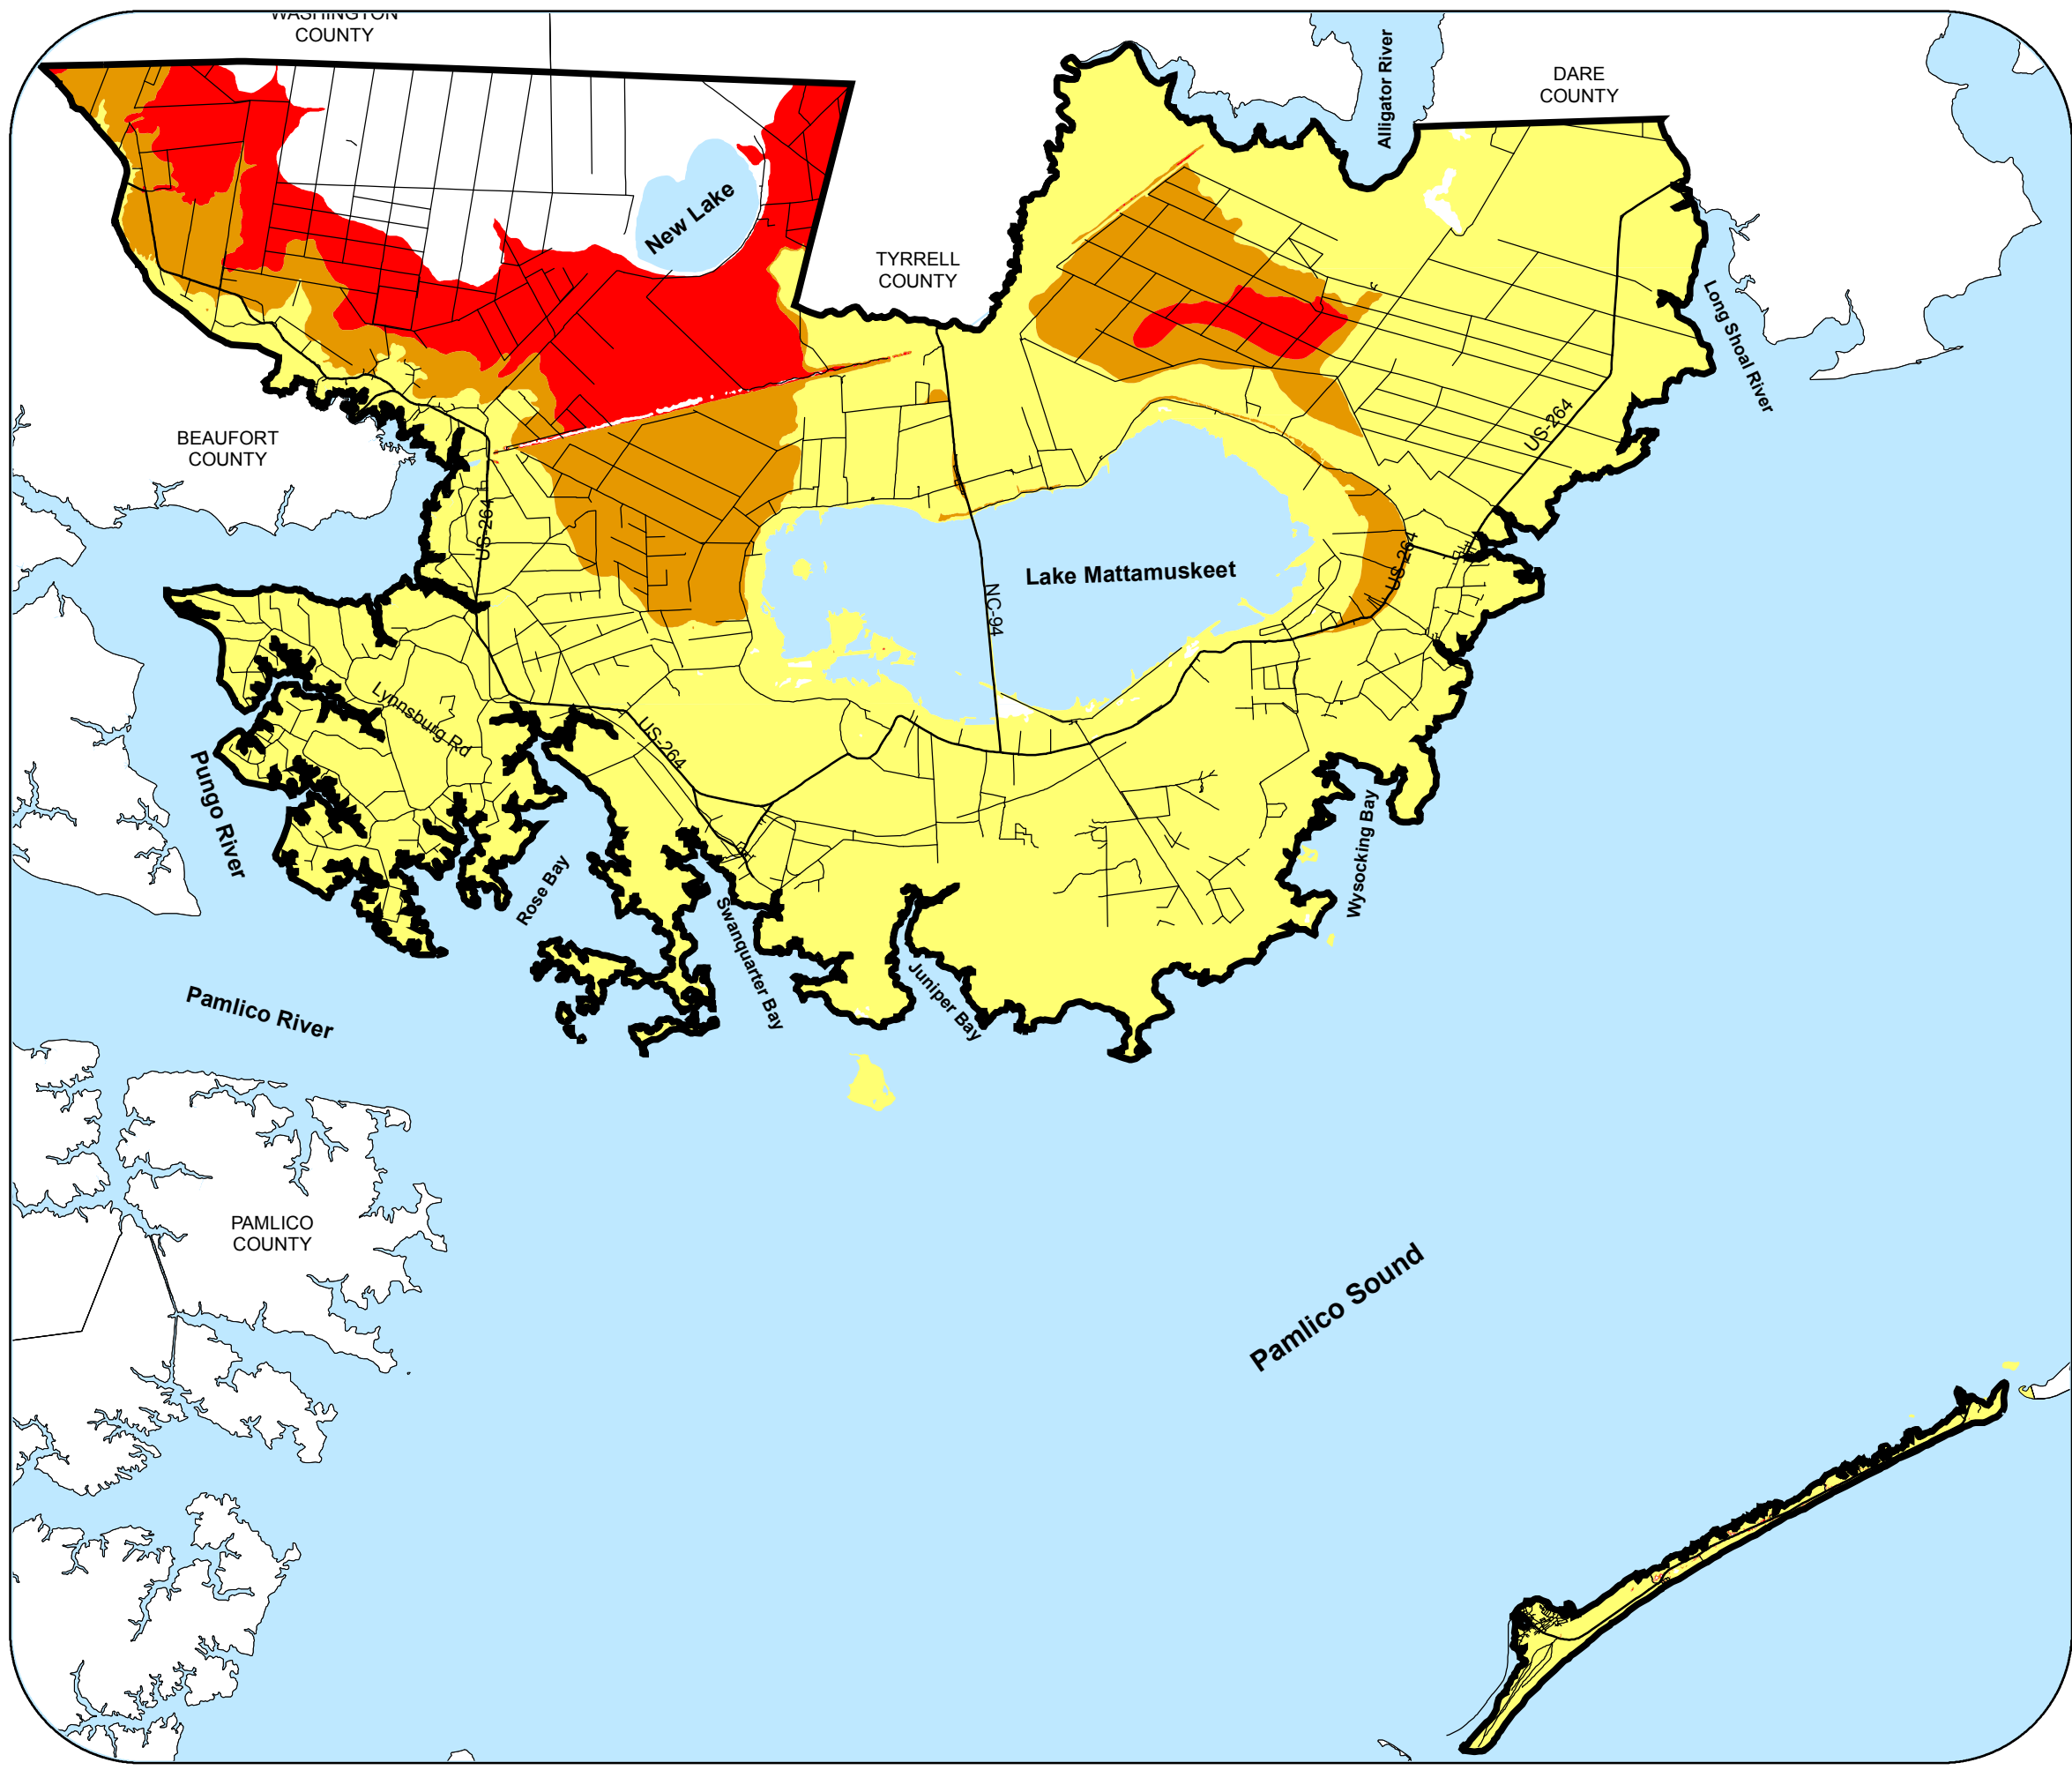 WASHINGTON
COUNTY
Alligator River
DARE
COUNTY
New Lake
TYRRELL
COUNTY
Long Shoal River
BEAUFORT
COUNTY
US-264
US-264
US-264
Lake Mattamuskeet
NC-94
Lynnsburg Rd
US-264
Pungo River
Rose Bay
Wysocking Bay
Swanquarter Bay
Juniper Bay
Pamlico River
PAMLICO
COUNTY
Pamlico Sound